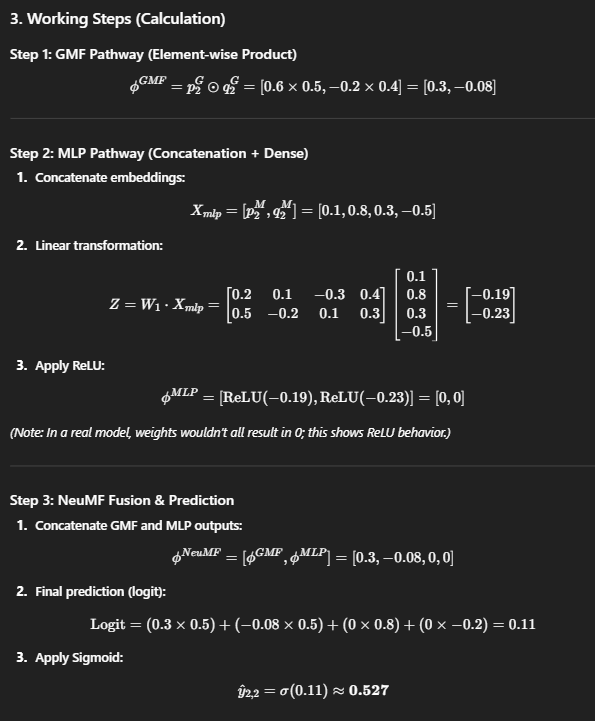 3. Working Steps (Calculation)
Step 1: GMF Pathway (Element-wise Product)
ϕ^{GMF} = p_2^G ⊙ q_2^G = [0.6 × 0.5, −0.2 × 0.4] = [0.3, −0.08]
Step 2: MLP Pathway (Concatenation + Dense)
1. Concatenate embeddings:
X_{mlp} = [p_2^M, q_2^M] = [0.1, 0.8, 0.3, −0.5]
2. Linear transformation:
Z = W_1 · X_{mlp} = [0.2 0.1 −0.3 0.4; 0.5 −0.2 0.1 0.3] [0.1; 0.8; 0.3; −0.5] = [−0.19; −0.23]
3. Apply ReLU:
ϕ^{MLP} = [ReLU(−0.19), ReLU(−0.23)] = [0, 0]
(Note: In a real model, weights wouldn't all result in 0; this shows ReLU behavior.)
Step 3: NeuMF Fusion & Prediction
1. Concatenate GMF and MLP outputs:
ϕ^{NeuMF} = [ϕ^{GMF}, ϕ^{MLP}] = [0.3, −0.08, 0, 0]
2. Final prediction (logit):
Logit = (0.3 × 0.5) + (−0.08 × 0.5) + (0 × 0.8) + (0 × −0.2) = 0.11
3. Apply Sigmoid:
ŷ_{2,2} = σ(0.11) ≈ 0.527